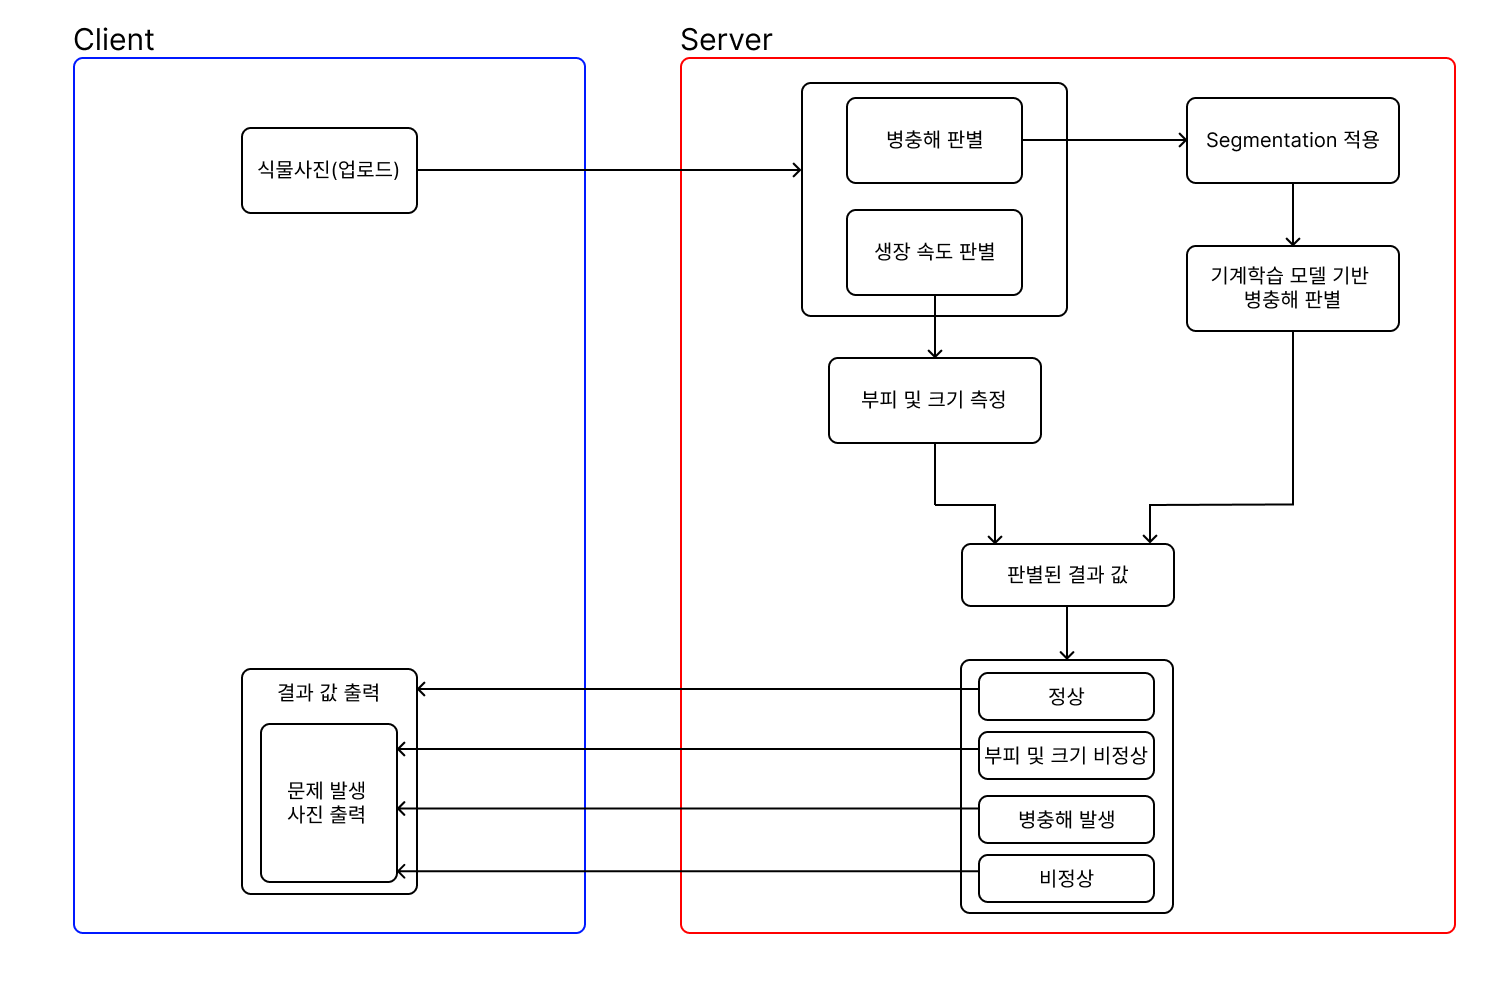 Client
Server
식물사진(업로드)
병충해 판별
Segmentation 적용
생장 속도 판별
기계학습 모델 기반
병충해 판별
부피 및 크기 측정
판별된 결과 값
결과 값 출력
문제 발생
사진 출력
정상
부피 및 크기 비정상
병충해 발생
비정상